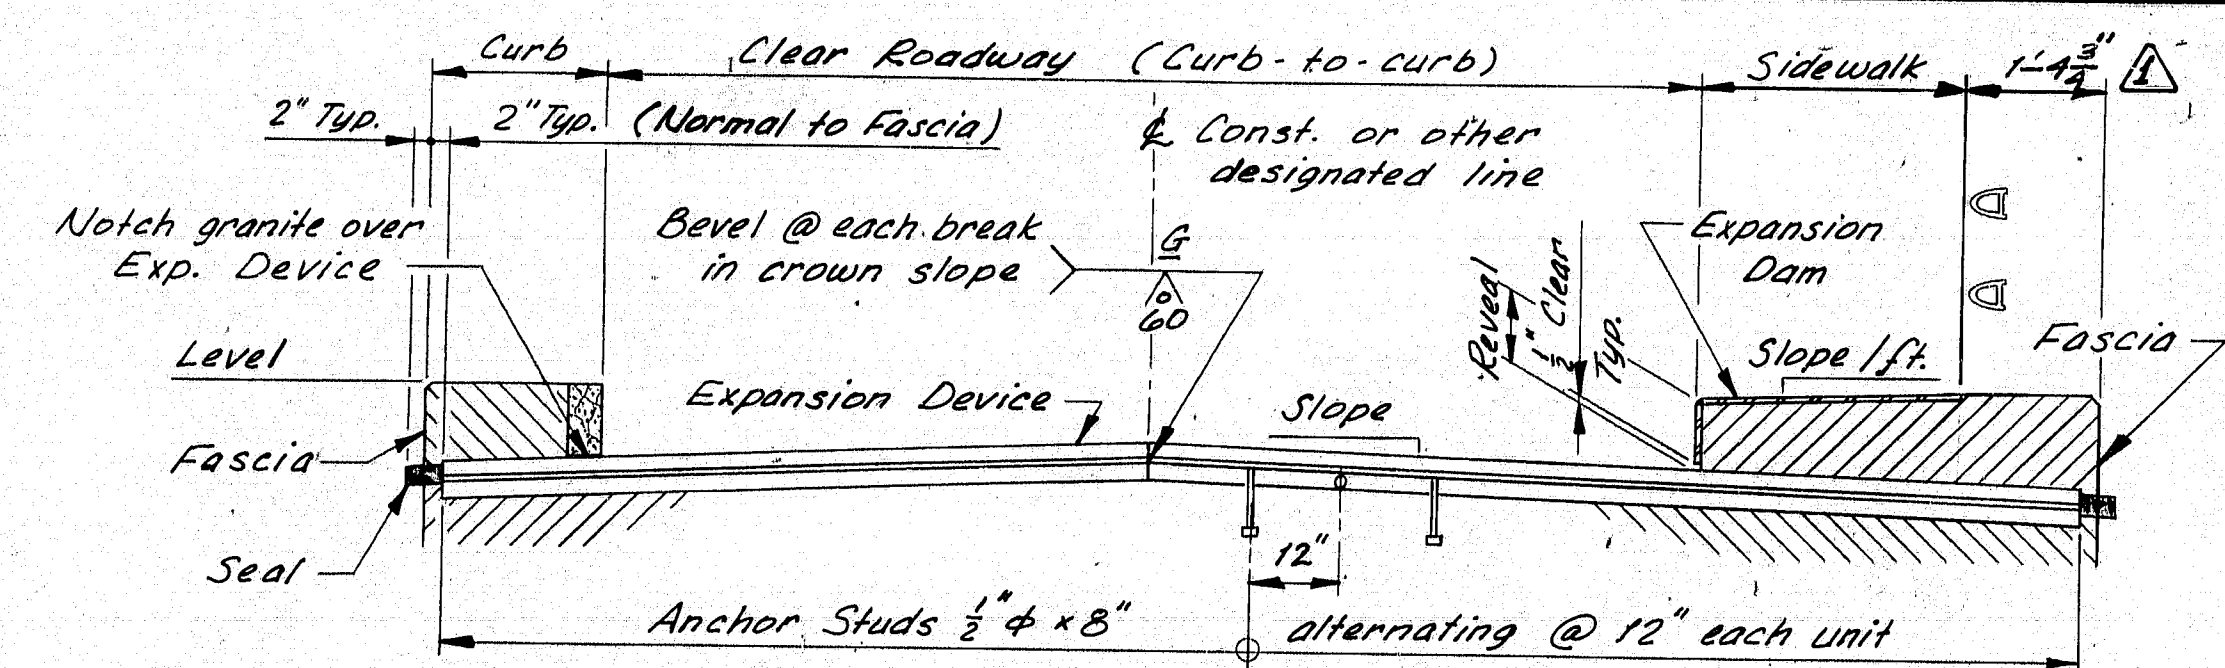 Curb
Clear Roadway (Curb-to-curb)
Sidewalk
1'-4 3/4"
1
2" Typ.
2" Typ. (Normal to Fascia)
℄ Const. or other
designated line
Notch granite over
Exp. Device
Bevel @ each break
in crown slope
G
0
60
Reveal
1/2" Clear
Typ.
Expansion
Dam
Fascia
Level
Slope / ft.
Expansion Device
Slope
Fascia
Seal
12"
Anchor Studs 1/2" ϕ x 8"
alternating @ 12" each unit